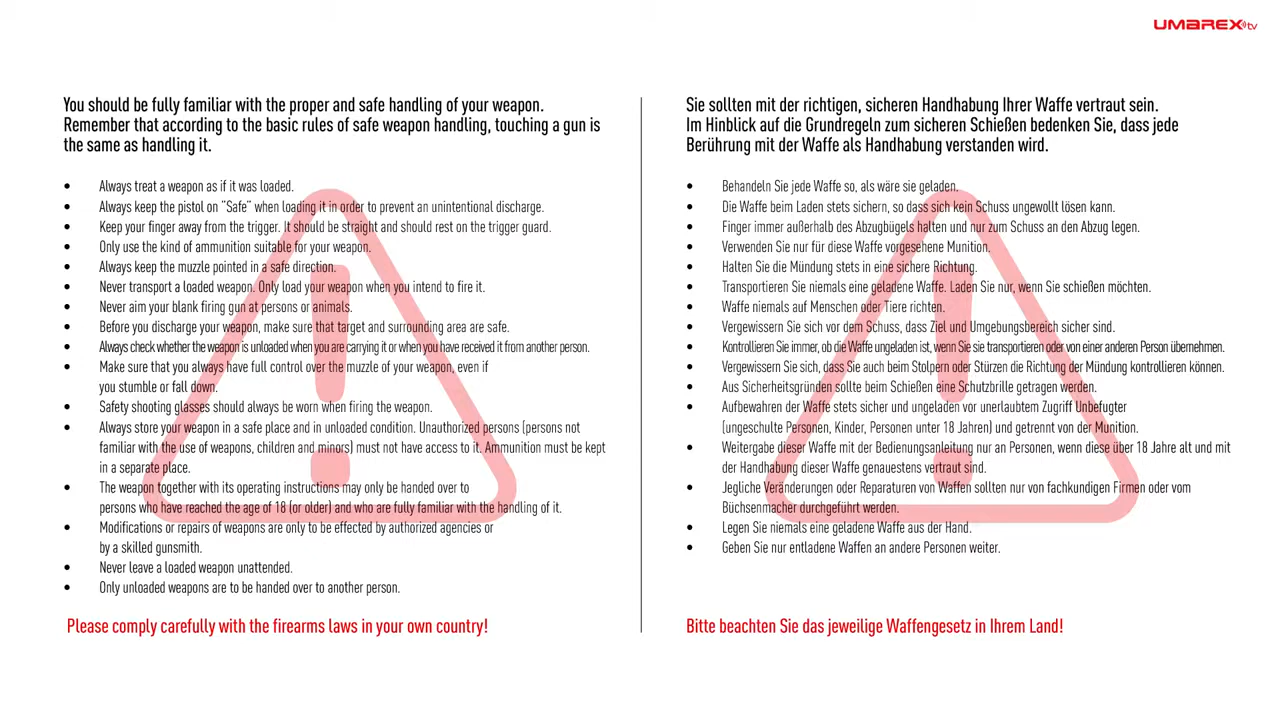 UMAREX tv
You should be fully familiar with the proper and safe handling of your weapon.
Remember that according to the basic rules of safe weapon handling, touching a gun is
the same as handling it.
• Always treat a weapon as if it was loaded.
• Always keep the pistol on "Safe" when loading it in order to prevent an unintentional discharge.
• Keep your finger away from the trigger. It should be straight and should rest on the trigger guard.
• Only use the kind of ammunition suitable for your weapon.
• Always keep the muzzle pointed in a safe direction.
• Never transport a loaded weapon. Only load your weapon when you intend to fire it.
• Never aim your blank firing gun at persons or animals.
• Before you discharge your weapon, make sure that target and surrounding area are safe.
• Always check whether the weapon is unloaded when you are carrying it or when you have received it from another person.
• Make sure that you always have full control over the muzzle of your weapon, even if
you stumble or fall down.
• Safety shooting glasses should always be worn when firing the weapon.
• Always store your weapon in a safe place and in unloaded condition. Unauthorized persons (persons not
familiar with the use of weapons, children and minors) must not have access to it. Ammunition must be kept
in a separate place.
• The weapon together with its operating instructions may only be handed over to
persons who have reached the age of 18 (or older) and who are fully familiar with the handling of it.
• Modifications or repairs of weapons are only to be effected by authorized agencies or
by a skilled gunsmith.
• Never leave a loaded weapon unattended.
• Only unloaded weapons are to be handed over to another person.
Please comply carefully with the firearms laws in your own country!
Sie sollten mit der richtigen, sicheren Handhabung Ihrer Waffe vertraut sein.
Im Hinblick auf die Grundregeln zum sicheren Schießen bedenken Sie, dass jede
Berührung mit der Waffe als Handhabung verstanden wird.
• Behandeln Sie jede Waffe so, als wäre sie geladen.
• Die Waffe beim Laden stets sichern, so dass sich kein Schuss ungewollt lösen kann.
• Finger immer außerhalb des Abzugbügels halten und nur zum Schuss an den Abzug legen.
• Verwenden Sie nur für diese Waffe vorgesehene Munition.
• Halten Sie die Mündung stets in eine sichere Richtung.
• Transportieren Sie niemals eine geladene Waffe. Laden Sie nur, wenn Sie schießen möchten.
• Waffe niemals auf Menschen oder Tiere richten.
• Vergewissern Sie sich vor dem Schuss, dass Ziel und Umgebungsbereich sicher sind.
• Kontrollieren Sie immer, ob die Waffe ungeladen ist, wenn Sie sie transportieren oder von einer anderen Person übernehmen.
• Vergewissern Sie sich, dass Sie auch beim Stolpern oder Stürzen die Richtung der Mündung kontrollieren können.
• Aus Sicherheitsgründen sollte beim Schießen eine Schutzbrille getragen werden.
• Aufbewahren der Waffe stets sicher und ungeladen vor unerlaubtem Zugriff Unbefugter
(ungeschulte Personen, Kinder, Personen unter 18 Jahren) und getrennt von der Munition.
• Weitergabe dieser Waffe mit der Bedienungsanleitung nur an Personen, wenn diese über 18 Jahre alt und mit
der Handhabung dieser Waffe genauestens vertraut sind.
• Jegliche Veränderungen oder Reparaturen von Waffen sollten nur von fachkundigen Firmen oder vom
Büchsenmacher durchgeführt werden.
• Legen Sie niemals eine geladene Waffe aus der Hand.
• Geben Sie nur entladene Waffen an andere Personen weiter.
Bitte beachten Sie das jeweilige Waffengesetz in Ihrem Land!